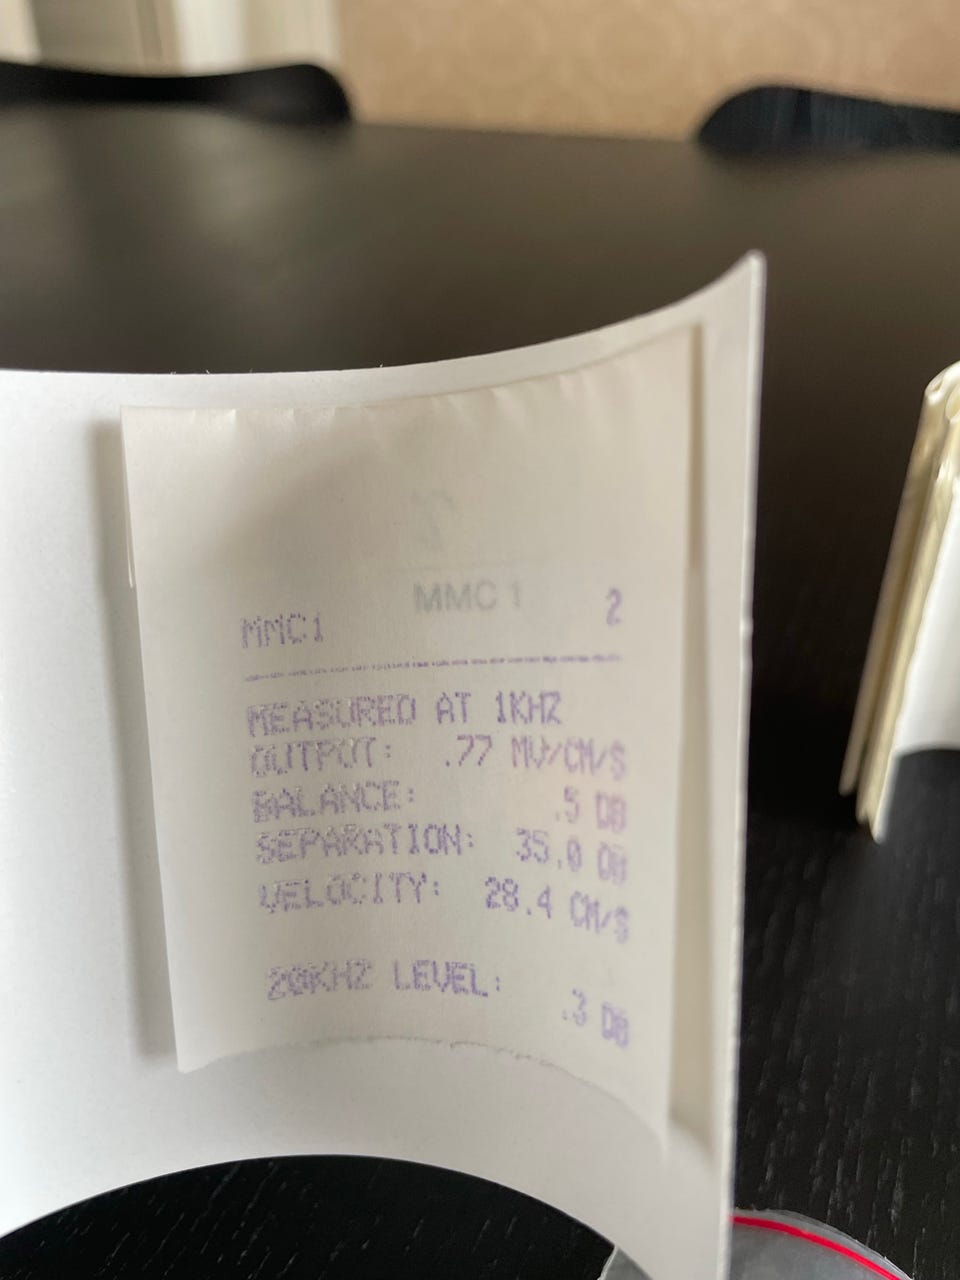 MMC 1
MMC1 2
MEASURED AT 1KHZ
OUTPUT: .77 MV/CM/S
BALANCE: .5 DB
SEPARATION: 35.0 DB
VELOCITY: 28.4 CM/S
20KHZ LEVEL:
.3 DB